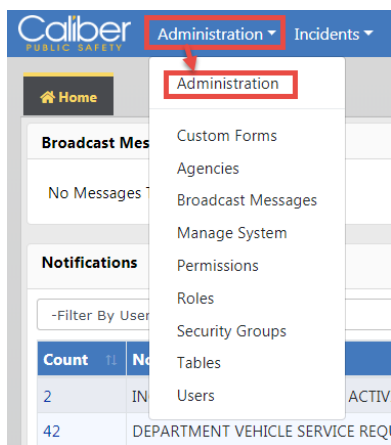 Caliber
PUBLIC SAFETY
Administration Incidents
Home
Administration
Custom Forms
Agencies
Broadcast Messages
Manage System
Permissions
Roles
Security Groups
Tables
Users
Broadcast Mes
No Messages
Notifications
-Filter By User
Count No
2 IN ACTIV
42 DEPARTMENT VEHICLE SERVICE REQU